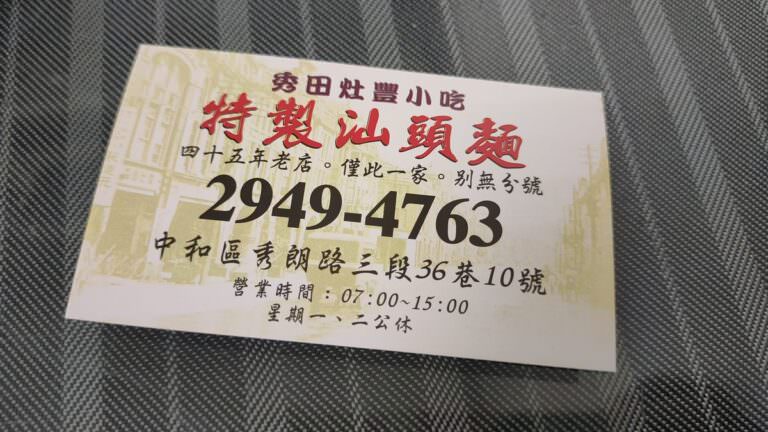 秀田灶豐小吃
特製汕頭麵
四十五年老店。僅此一家。別無分號
2949-4763
中和區秀朗路三段36巷10號
營業時間：07:00~15:00
星期一、二公休